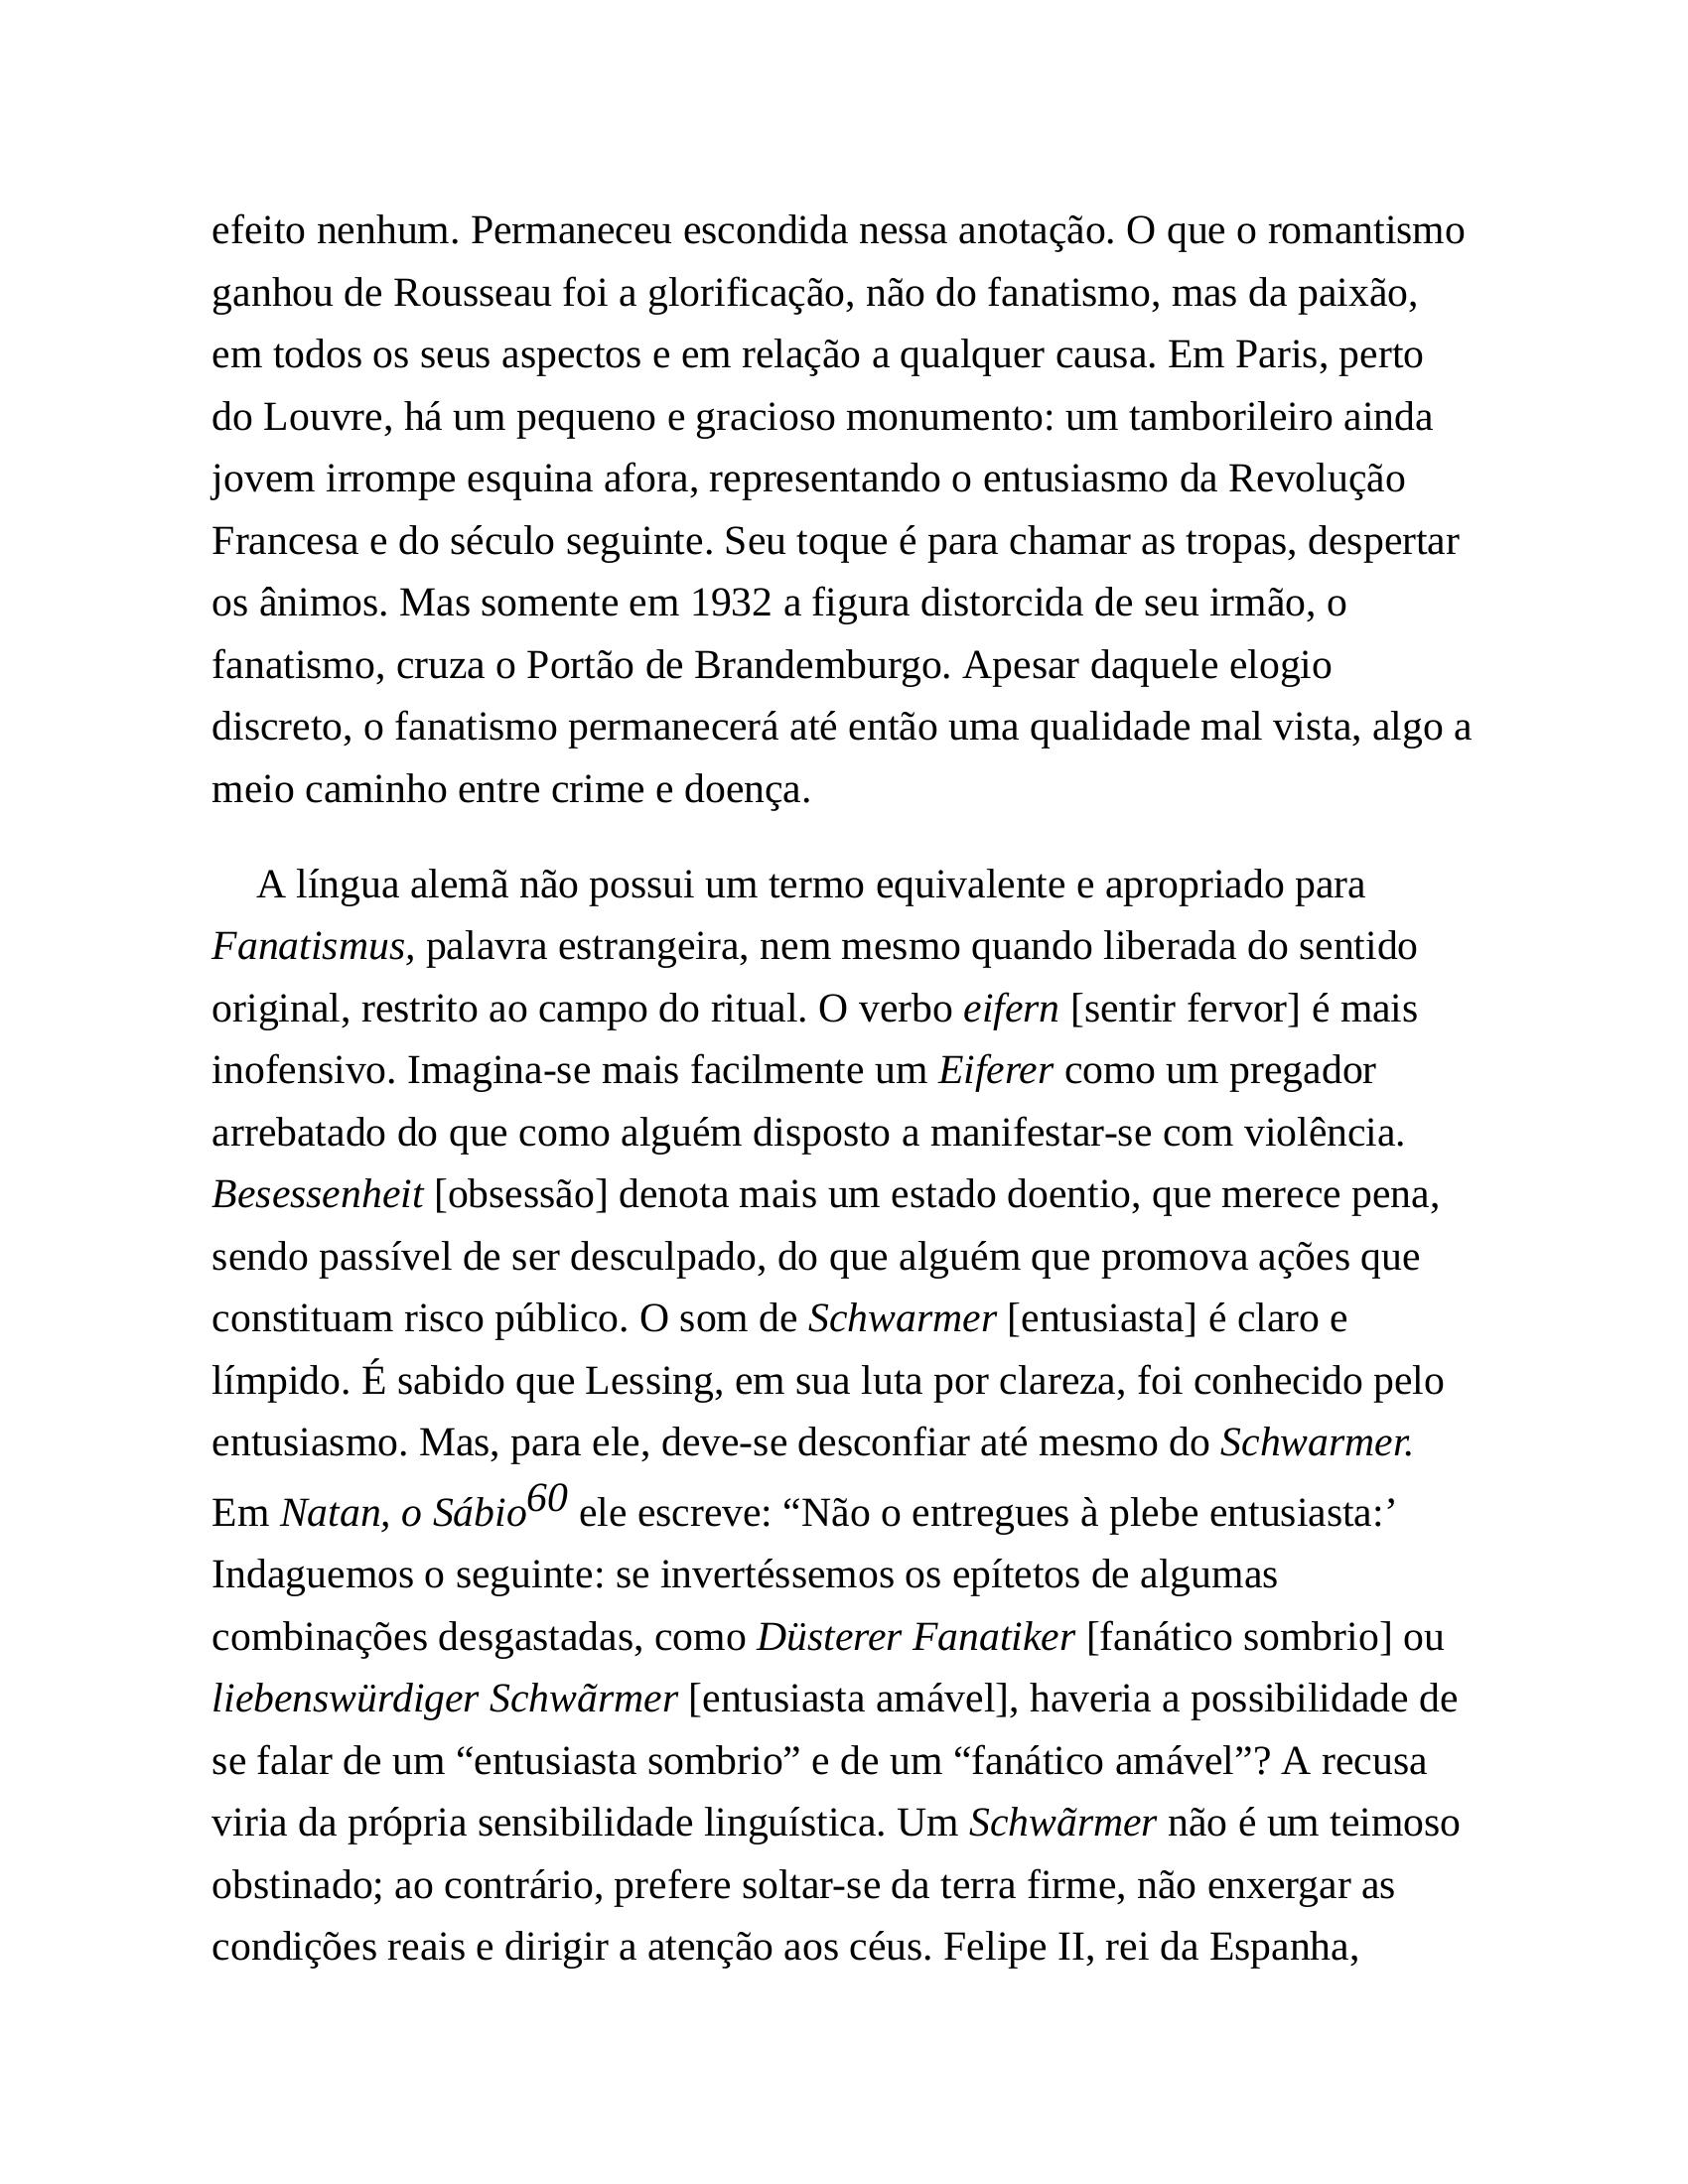 efeito nenhum. Permaneceu escondida nessa anotação. O que o romantismo
ganhou de Rousseau foi a glorificação, não do fanatismo, mas da paixão,
em todos os seus aspectos e em relação a qualquer causa. Em Paris, perto
do Louvre, há um pequeno e gracioso monumento: um tamborileiro ainda
jovem irrompe esquina afora, representando o entusiasmo da Revolução
Francesa e do século seguinte. Seu toque é para chamar as tropas, despertar
os ânimos. Mas somente em 1932 a figura distorcida de seu irmão, o
fanatismo, cruza o Portão de Brandemburgo. Apesar daquele elogio
discreto, o fanatismo permanecerá até então uma qualidade mal vista, algo a
meio caminho entre crime e doença.
A língua alemã não possui um termo equivalente e apropriado para
Fanatismus, palavra estrangeira, nem mesmo quando liberada do sentido
original, restrito ao campo do ritual. O verbo eifern [sentir fervor] é mais
inofensivo. Imagina-se mais facilmente um Eiferer como um pregador
arrebatado do que como alguém disposto a manifestar-se com violência.
Besessenheit [obsessão] denota mais um estado doentio, que merece pena,
sendo passível de ser desculpado, do que alguém que promova ações que
constituam risco público. O som de Schwarmer [entusiasta] é claro e
límpido. É sabido que Lessing, em sua luta por clareza, foi conhecido pelo
entusiasmo. Mas, para ele, deve-se desconfiar até mesmo do Schwarmer.
Em Natan, o Sábio60 ele escreve: “Não o entregues à plebe entusiasta:’
Indaguemos o seguinte: se invertéssemos os epítetos de algumas
combinações desgastadas, como Düsterer Fanatiker [fanático sombrio] ou
liebenswürdiger Schwãrmer [entusiasta amável], haveria a possibilidade de
se falar de um “entusiasta sombrio” e de um “fanático amável”? A recusa
viria da própria sensibilidade linguística. Um Schwãrmer não é um teimoso
obstinado; ao contrário, prefere soltar-se da terra firme, não enxergar as
condições reais e dirigir a atenção aos céus. Felipe II, rei da Espanha,